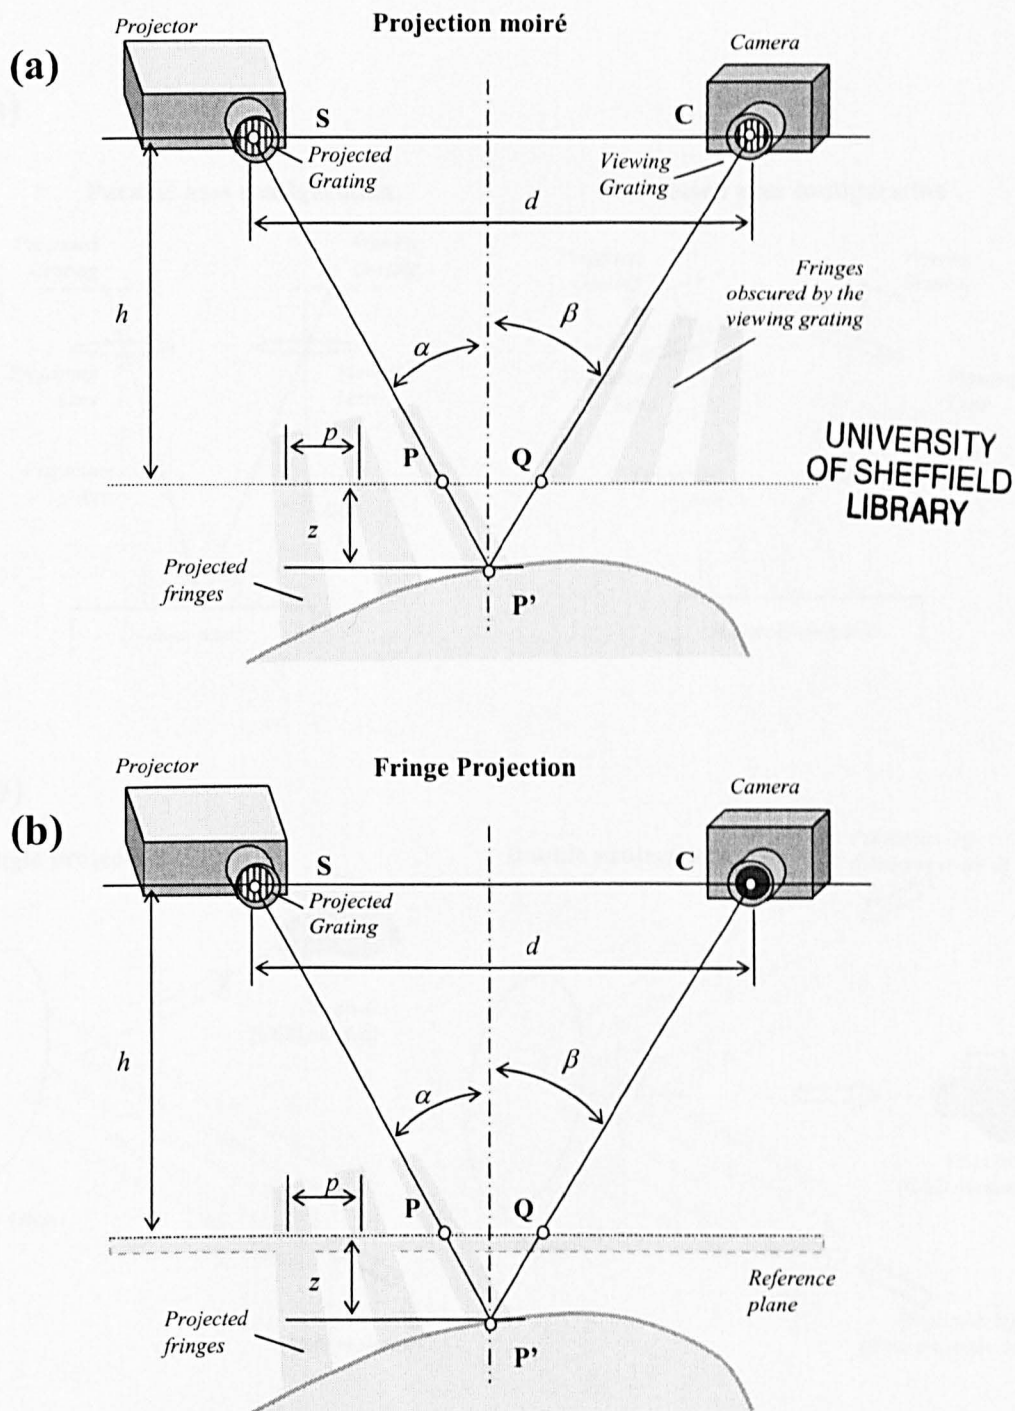 Projection moiré
Projector
Camera
(a)
S
C
Projected
Grating
Viewing
Grating
d
Fringes
obscured by the
viewing grating
h
α
β
p
P
Q
UNIVERSITY
OF SHEFFIELD
LIBRARY
z
Projected
fringes
P'
Fringe Projection
Projector
Camera
(b)
S
C
Projected
Grating
d
h
α
β
p
P
Q
z
Reference
plane
Projected
fringes
P'